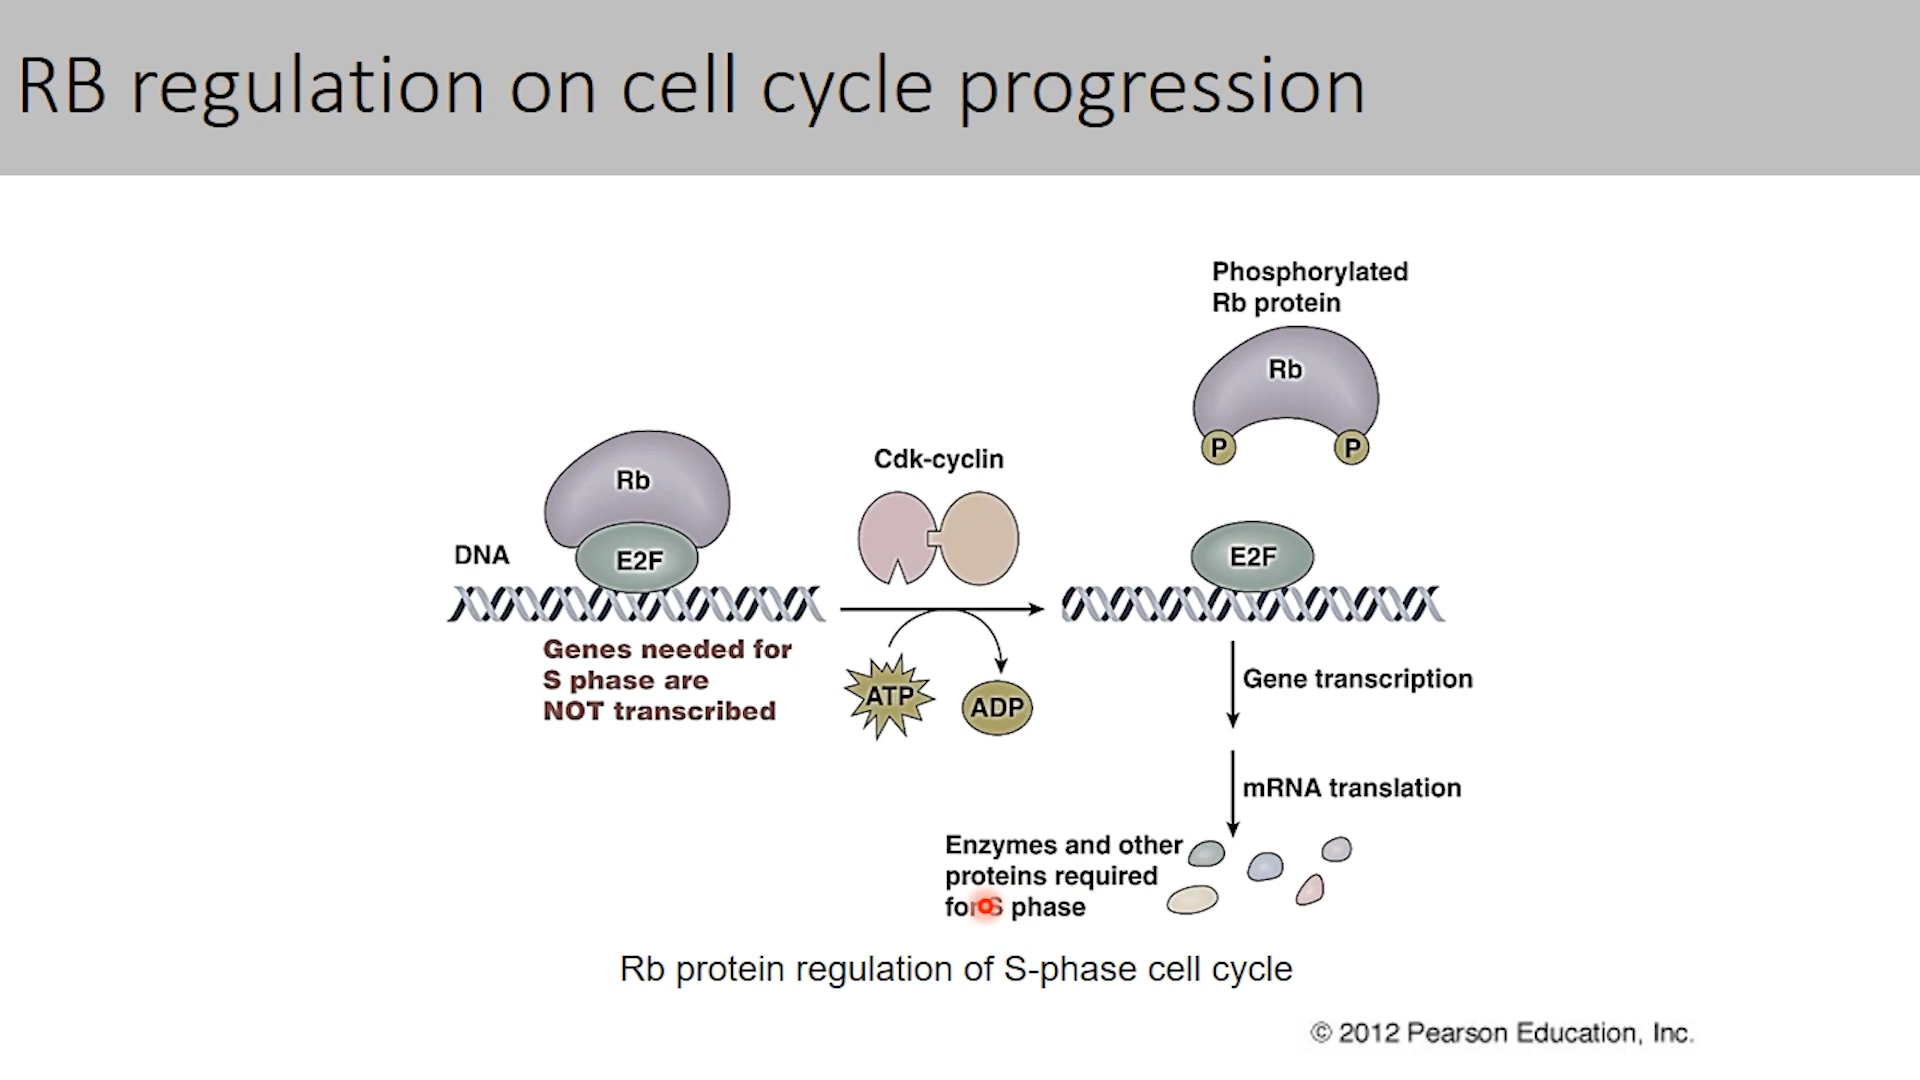 RB regulation on cell cycle progression
Phosphorylated
Rb protein
Rb
P P
Rb
E2F
DNA
Cdk-cyclin
E2F
Genes needed for
S phase are
NOT transcribed
ATP
ADP
Gene transcription
mRNA translation
Enzymes and other
proteins required
for S phase
Rb protein regulation of S-phase cell cycle
© 2012 Pearson Education, Inc.